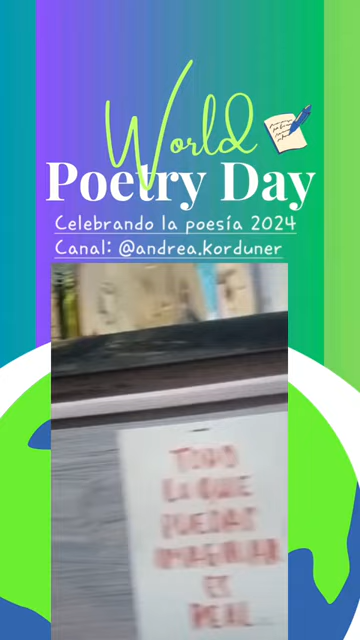 World
Poetry Day
Celebrando la poesía 2024
Canal: @andrea.korduner
TODO
LO QUE
PUEDAS
IMAGINAR
ES
REAL